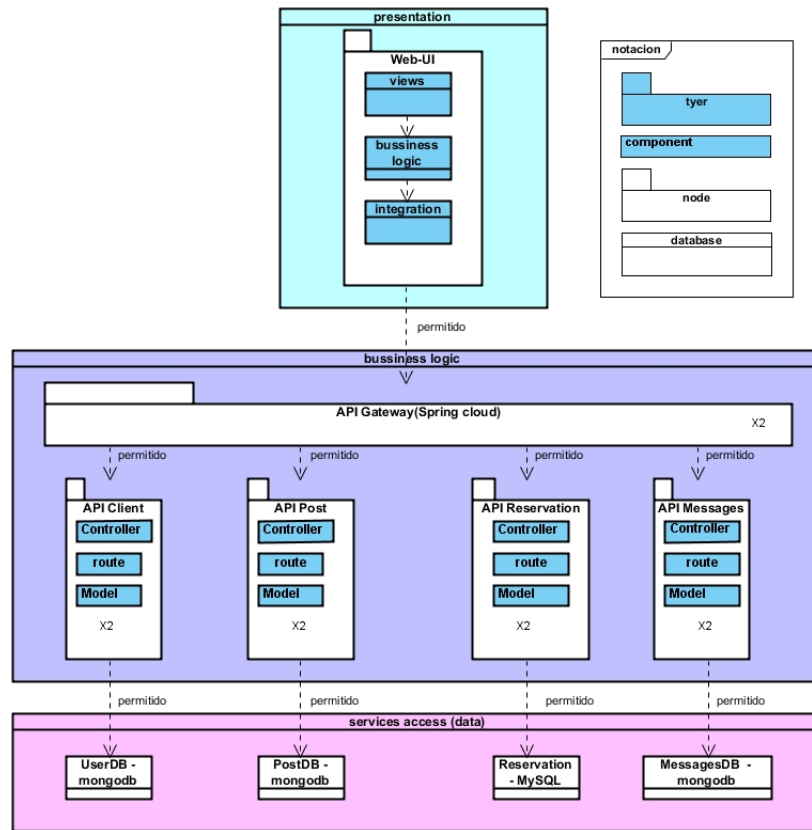 presentation
Web-UI
views
bussiness
logic
integration
notacion
tyer
component
node
database
permitido
bussiness logic
API Gateway(Spring cloud)
X2
permitido
permitido
permitido
permitido
API Client
Controller
route
Model
X2
API Post
Controller
route
Model
X2
API Reservation
Controller
route
Model
X2
API Messages
Controller
route
Model
X2
permitido
permitido
permitido
permitido
services access (data)
UserDB -
mongodb
PostDB -
mongodb
Reservation
- MySQL
MessagesDB -
mongodb